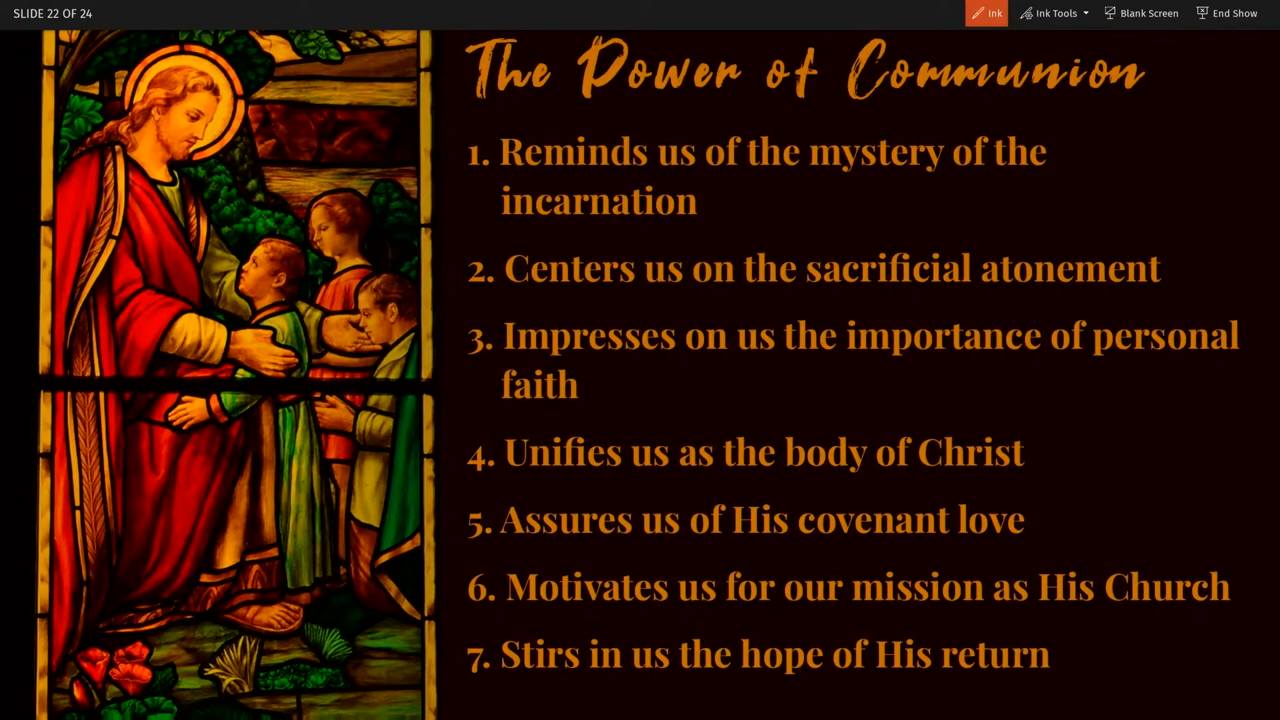 SLIDE 22 OF 24
Ink
Ink Tools
Blank Screen
End Show
The Power of Communion
1. Reminds us of the mystery of the
incarnation
2. Centers us on the sacrificial atonement
3. Impresses on us the importance of personal
faith
4. Unifies us as the body of Christ
5. Assures us of His covenant love
6. Motivates us for our mission as His Church
7. Stirs in us the hope of His return